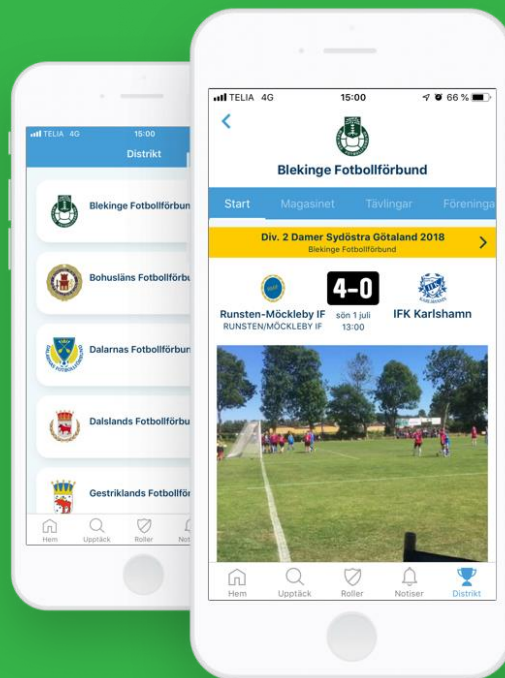 TELIA 4G 15:00
Distrikt
Blekinge Fotbollförbun
Bohusläns Fotbollförbu
Dalarnas Fotbollförbun
Dalslands Fotbollförbu
Gestriklands Fotbollför
Hem Upptäck Roller Not
TELIA 4G 15:00 66 %
Blekinge Fotbollförbund
Start Magasinet Tävlingar Föreninga
Div. 2 Damer Sydöstra Götaland 2018
Blekinge Fotbollförbund
4-0
Runsten-Möckleby IF sön 1 juli IFK Karlshamn
RUNSTEN/MÖCKLEBY IF 13:00
Hem Upptäck Roller Notiser Distrikt